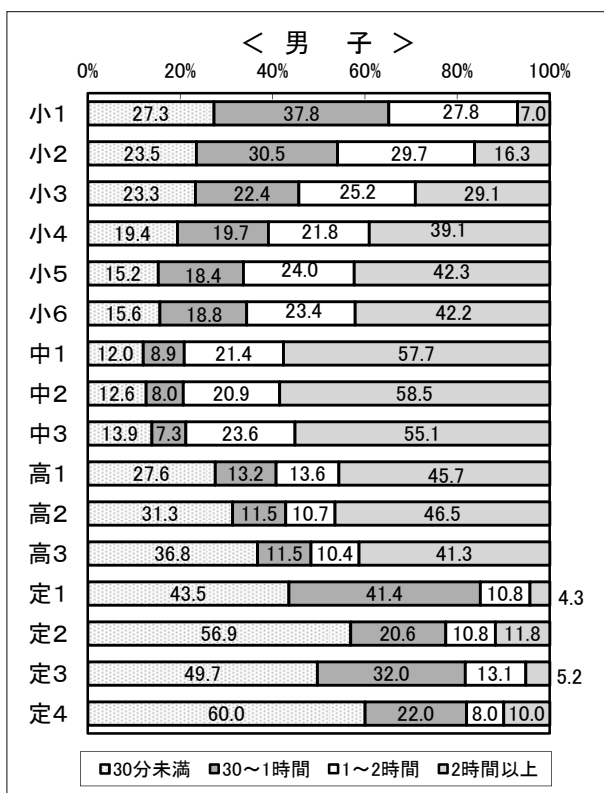 ＜ 男 子 ＞
0% 20% 40% 60% 80% 100%
小1 27.3 37.8 27.8 7.0
小2 23.5 30.5 29.7 16.3
小3 23.3 22.4 25.2 29.1
小4 19.4 19.7 21.8 39.1
小5 15.2 18.4 24.0 42.3
小6 15.6 18.8 23.4 42.2
中1 12.0 8.9 21.4 57.7
中2 12.6 8.0 20.9 58.5
中3 13.9 7.3 23.6 55.1
高1 27.6 13.2 13.6 45.7
高2 31.3 11.5 10.7 46.5
高3 36.8 11.5 10.4 41.3
定1 43.5 41.4 10.8 4.3
定2 56.9 20.6 10.8 11.8
定3 49.7 32.0 13.1 5.2
定4 60.0 22.0 8.0 10.0
30分未満 30～1時間 1～2時間 2時間以上